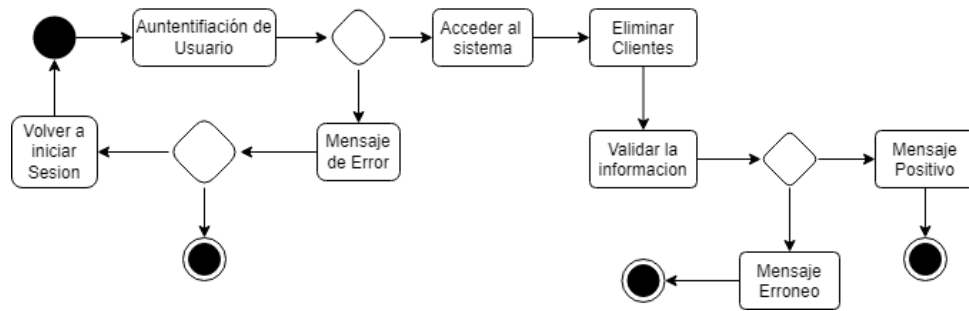 Auntentifiación de
Usuario
Acceder al
sistema
Eliminar
Clientes
Volver a
iniciar
Sesion
Mensaje
de Error
Validar la
informacion
Mensaje
Positivo
Mensaje
Erroneo